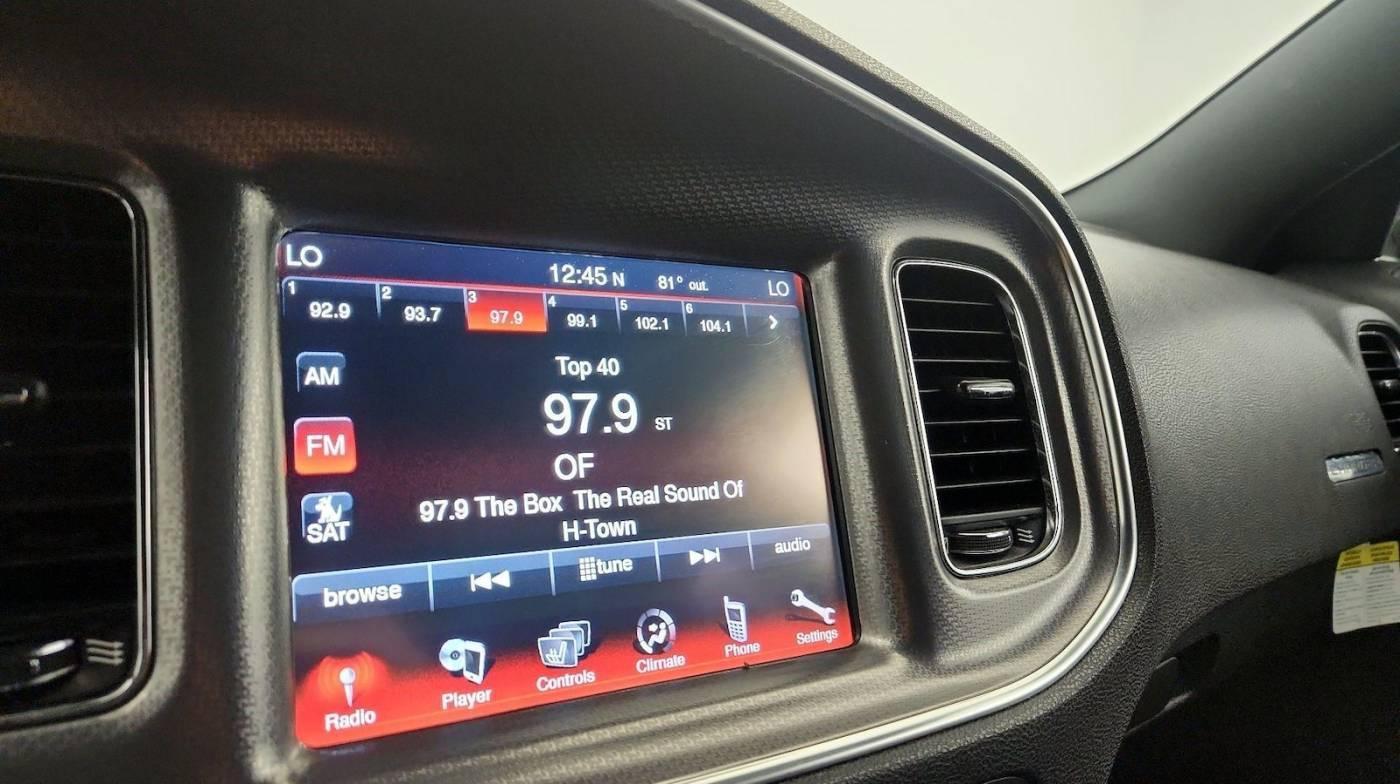 LO 12:45 N 81° out. LO
1 92.9 2 93.7 3 97.9 4 99.1 5 102.1 6 104.1
AM
Top 40
97.9 ST
FM
OF
97.9 The Box The Real Sound Of
H-Town
SAT
browse tune audio
Radio Player Controls Climate Phone Settings